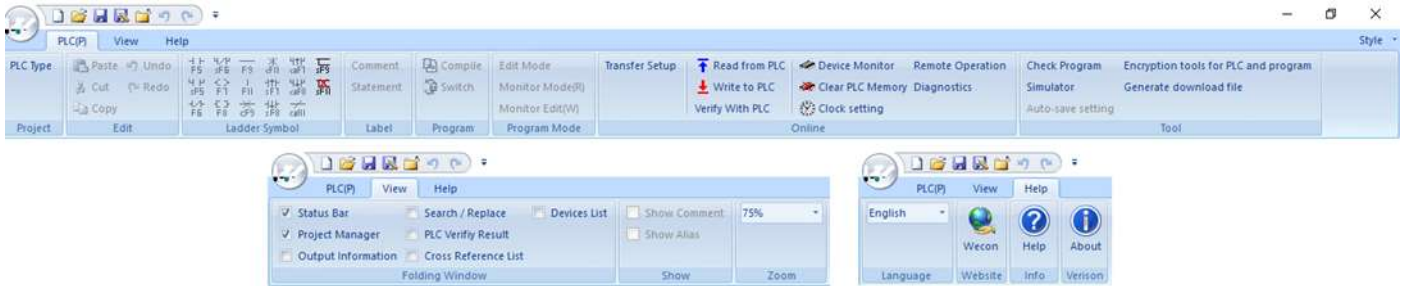 PLC(P) View Help Style
PLC Type Paste Undo Comment Compile Edit Mode Transfer Setup Read from PLC Device Monitor Remote Operation Check Program Encryption tools for PLC and program
Cut Redo Statement Switch Monitor Mode(R) Write to PLC Clear PLC Memory Diagnostics Simulator Generate download file
Copy Monitor Edit(W) Verify With PLC Clock setting Auto-save setting
Project Edit Ladder Symbol Label Program Program Mode Online Tool
PLC(P) View Help
Status Bar Search / Replace Devices List Show Comment 75%
Project Manager PLC Verifiy Result Show Alias
Output Information Cross Reference List
Folding Window Show Zoom
PLC(P) View Help
English
Wecon Help About
Language Website Info Verison